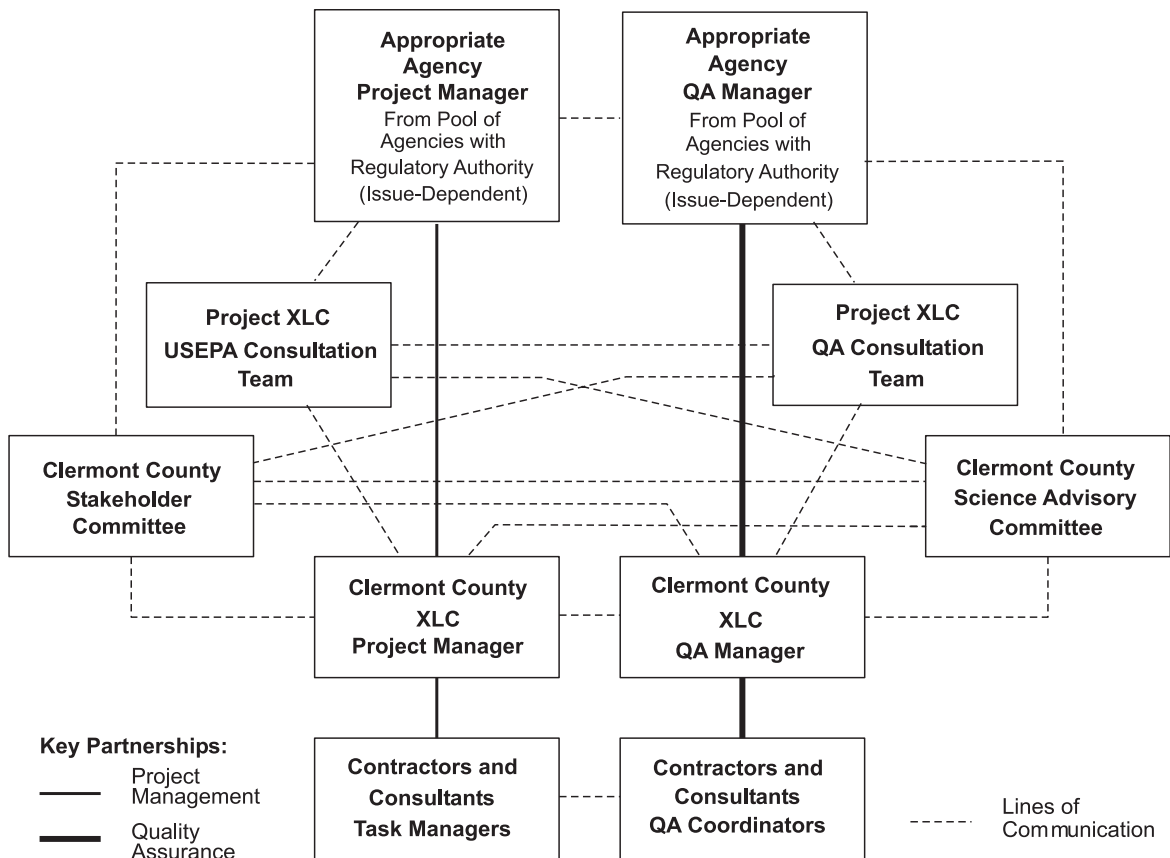 Appropriate
Agency
Project Manager
From Pool of
Agencies with
Regulatory Authority
(Issue-Dependent)
Appropriate
Agency
QA Manager
From Pool of
Agencies with
Regulatory Authority
(Issue-Dependent)
Project XLC
USEPA Consultation
Team
Project XLC
QA Consultation
Team
Clermont County
Stakeholder
Committee
Clermont County
Science Advisory
Committee
Clermont County
XLC
Project Manager
Clermont County
XLC
QA Manager
Contractors and
Consultants
Task Managers
Contractors and
Consultants
QA Coordinators
Key Partnerships:
Project
Management
Quality
Assurance
Lines of
Communication